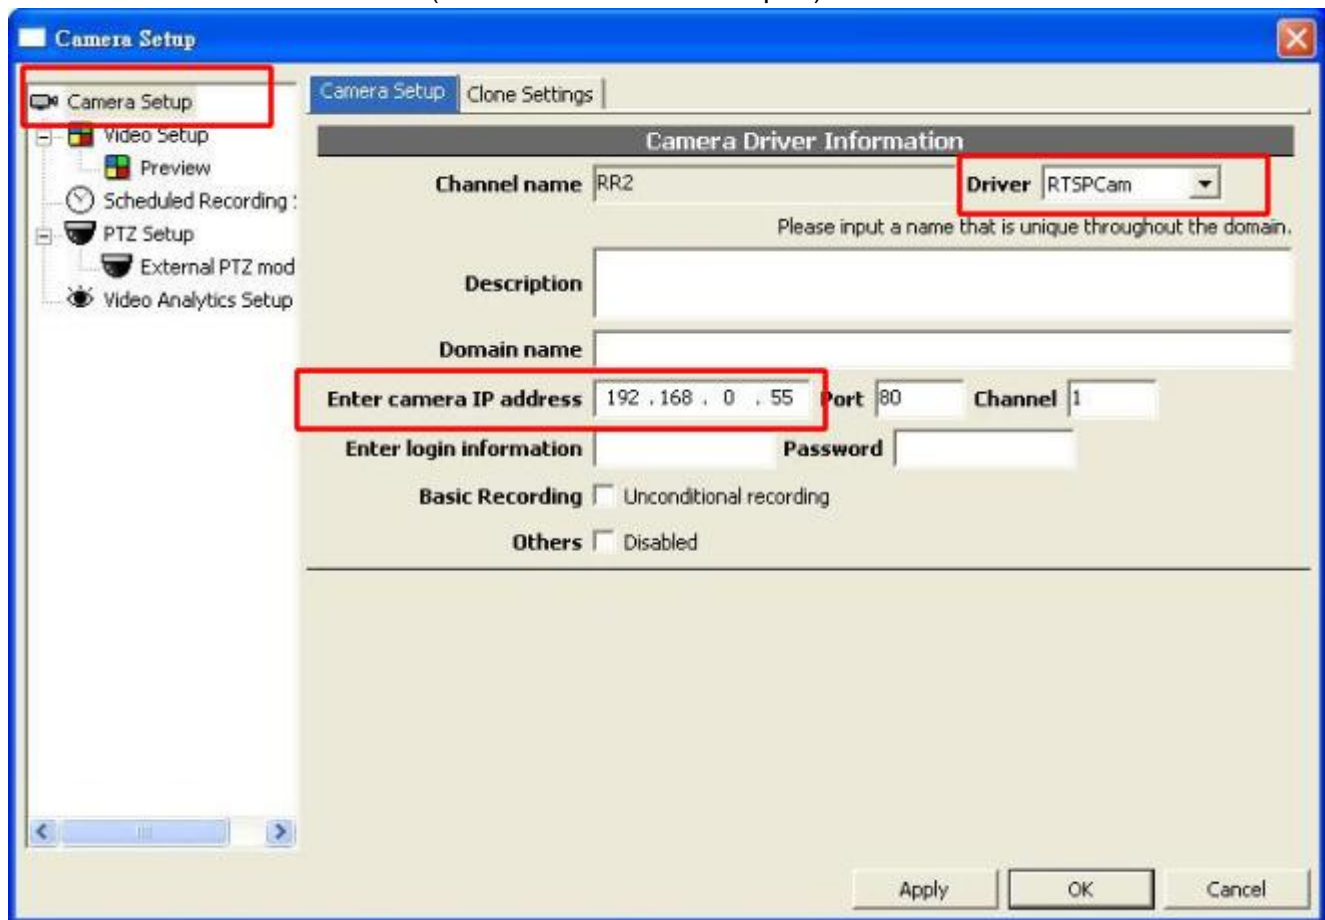 Camera Setup
Camera Setup
Video Setup
Preview
Scheduled Recording
PTZ Setup
External PTZ mod
Video Analytics Setup
Camera Setup Clone Settings
Camera Driver Information
Channel name RR2 Driver RTSPCam
Please input a name that is unique throughout the domain.
Description
Domain name
Enter camera IP address 192 . 168 . 0 . 55 Port 80 Channel 1
Enter login information Password
Basic Recording Unconditional recording
Others Disabled
Apply OK Cancel